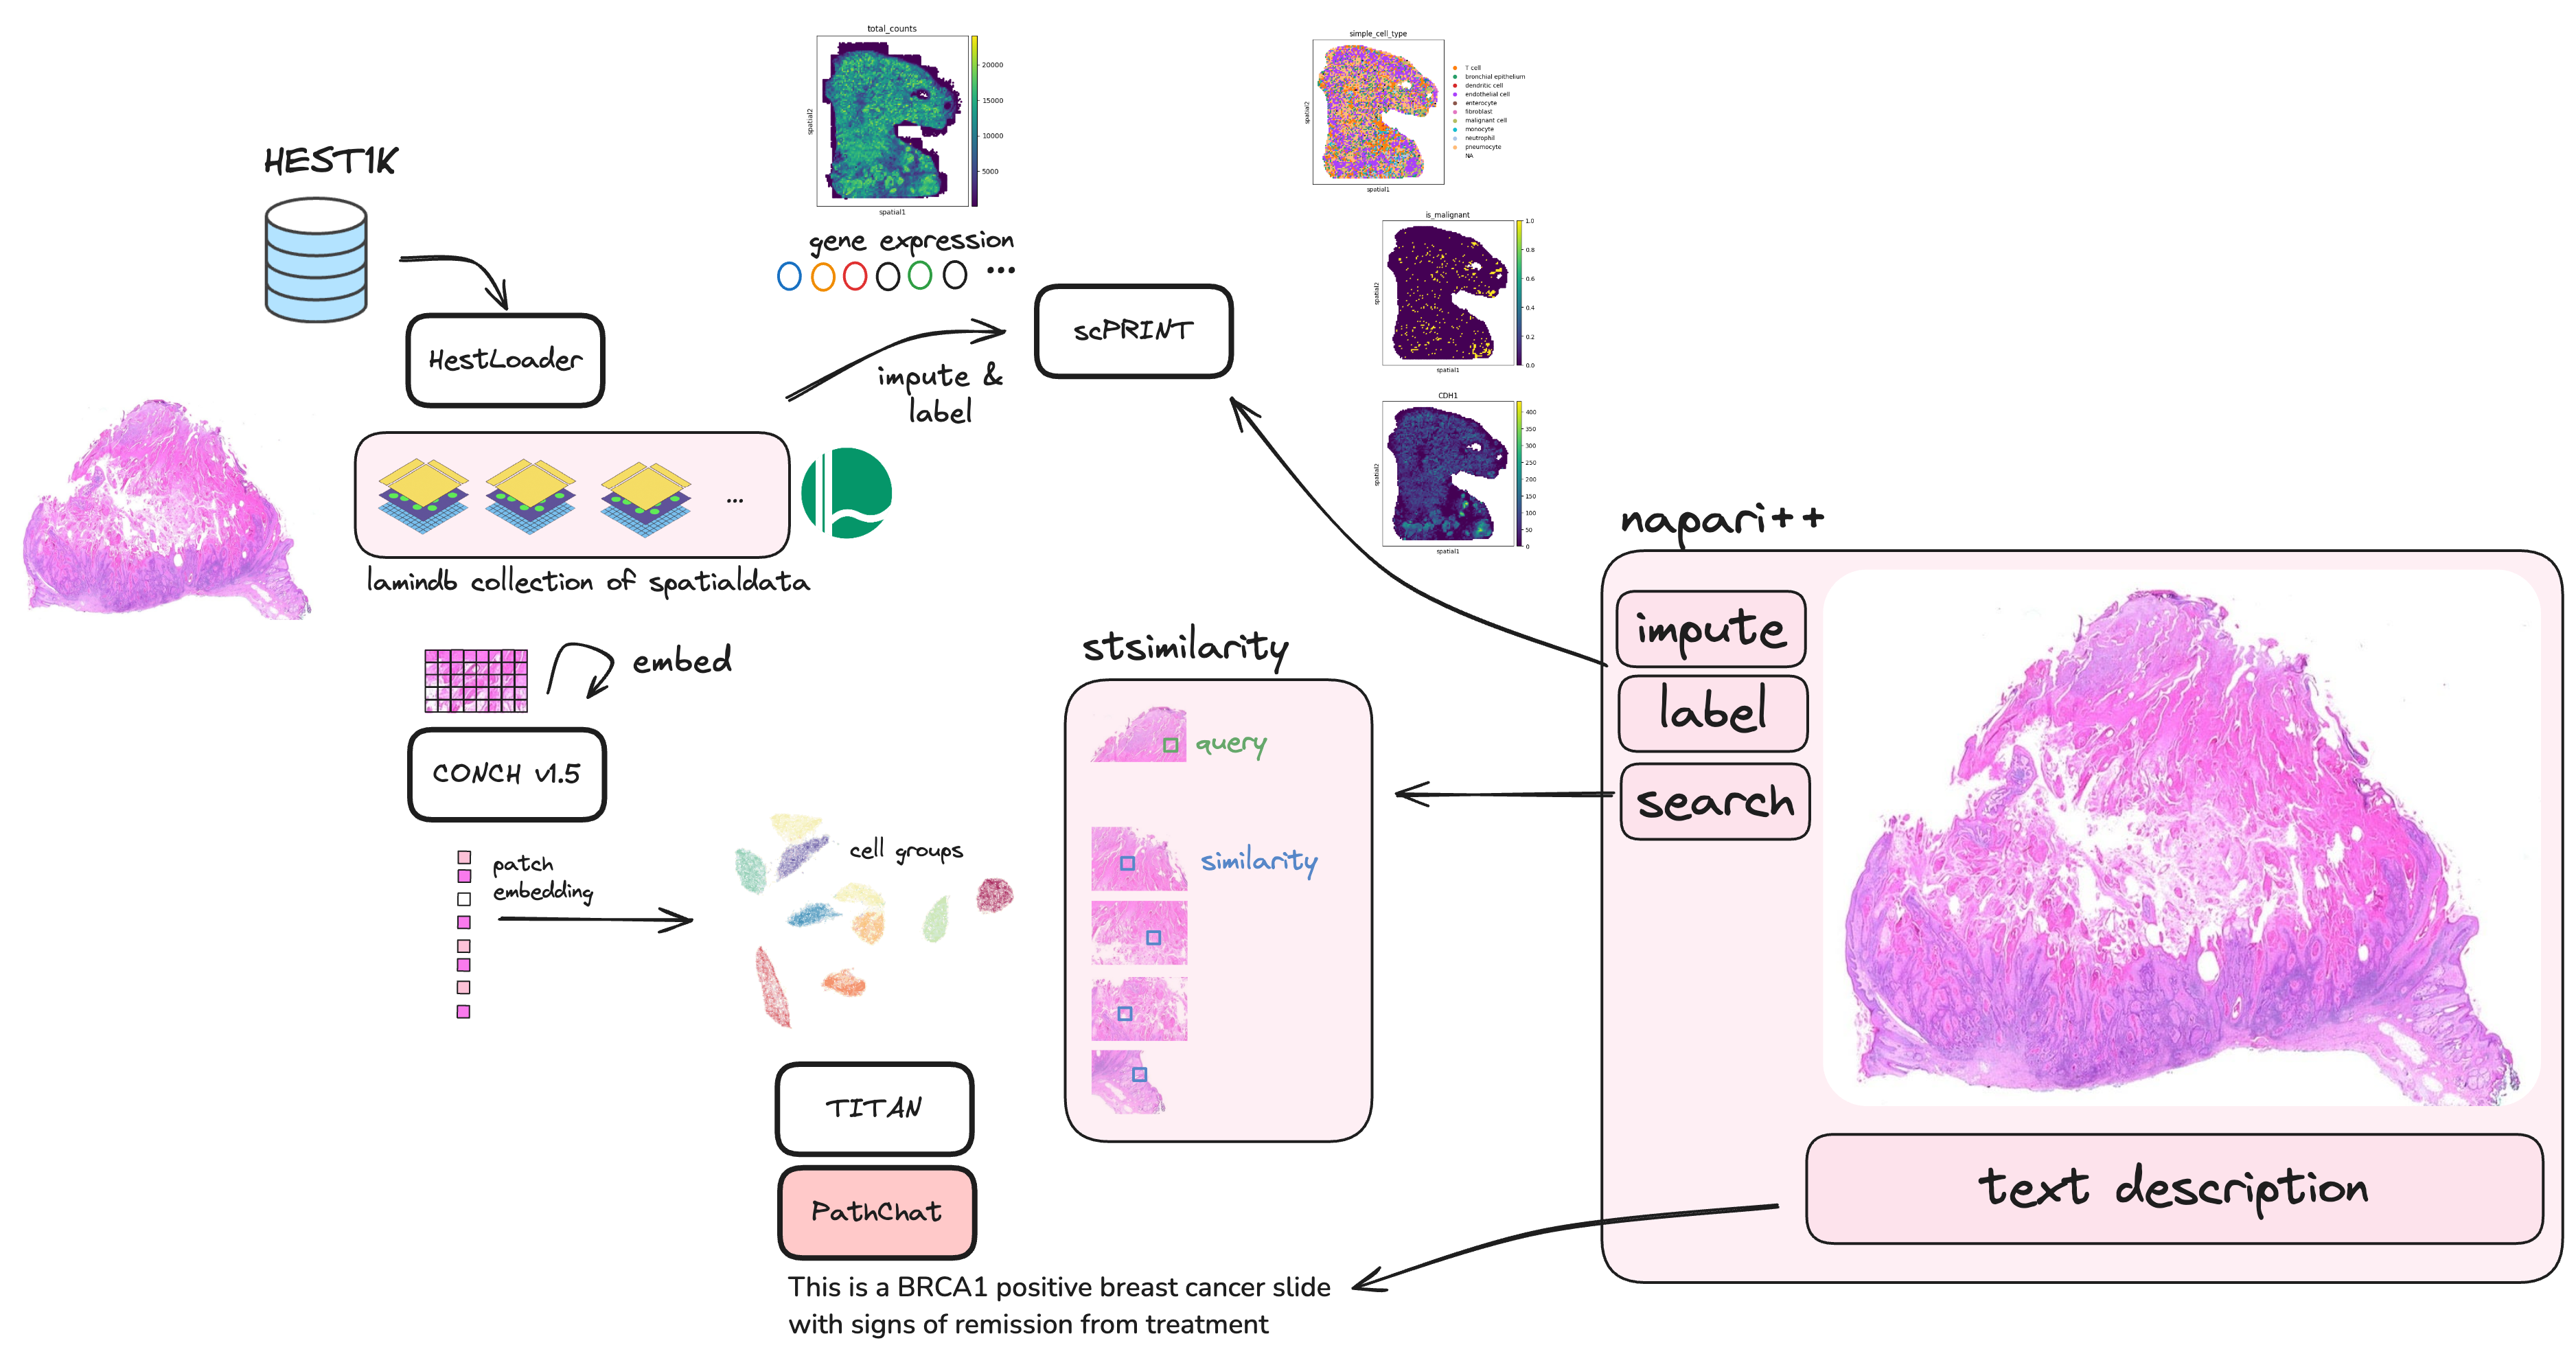 HEST1K
HestLoader
lamindb collection of spatialdata
...
total_counts
spatial2
spatial1
20000
15000
10000
5000
gene expression
...
impute &
label
scPRINT
simple_cell_type
spatial2
spatial1
T cell
bronchial epithelium
dendritic cell
endothelial cell
enterocyte
fibroblast
malignant cell
monocyte
neutrophil
pneumocyte
NA
is_malignant
spatial2
spatial1
1.0
0.8
0.6
0.4
0.2
0.0
CDH1
spatial2
spatial1
400
350
300
250
200
150
100
50
0
embed
CONCH v1.5
patch
embedding
cell groups
TITAN
PathChat
This is a BRCA1 positive breast cancer slide
with signs of remission from treatment
stsimilarity
query
similarity
napari++
impute
label
search
text description